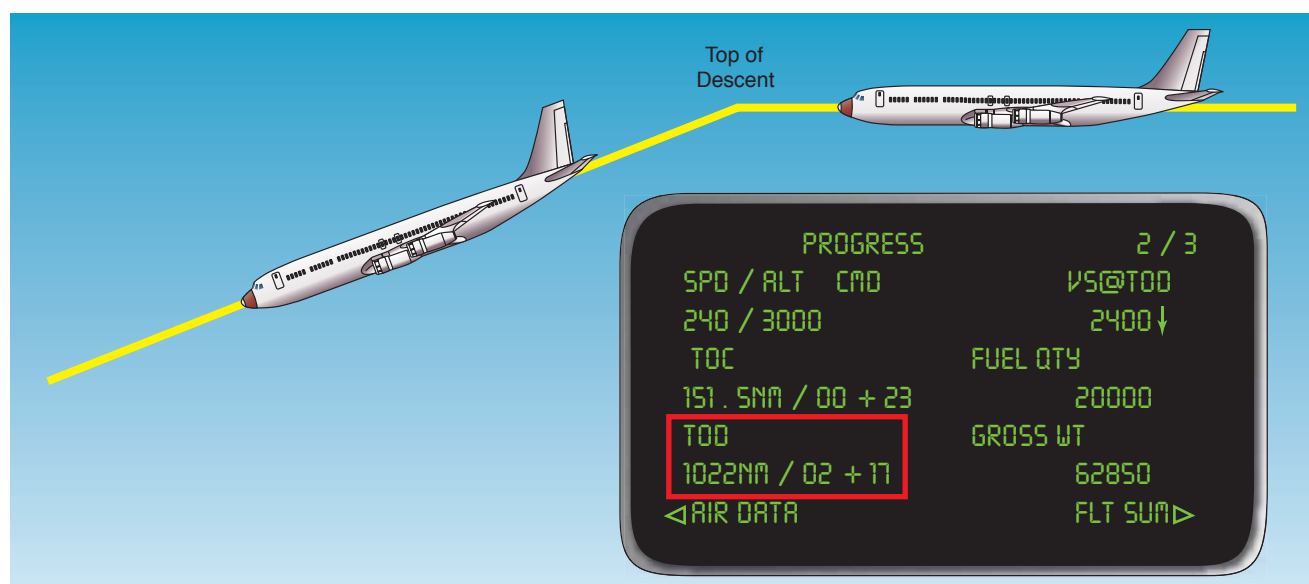 Top of
Descent
PROGRESS 2 / 3
SPD / ALT CMD VS@TOD
240 / 3000 2400↓
TOC FUEL QTY
151.5NM / 00 + 23 20000
TOD GROSS WT
1022NM / 02 + 17 62850
◁AIR DATA FLT SUM▷